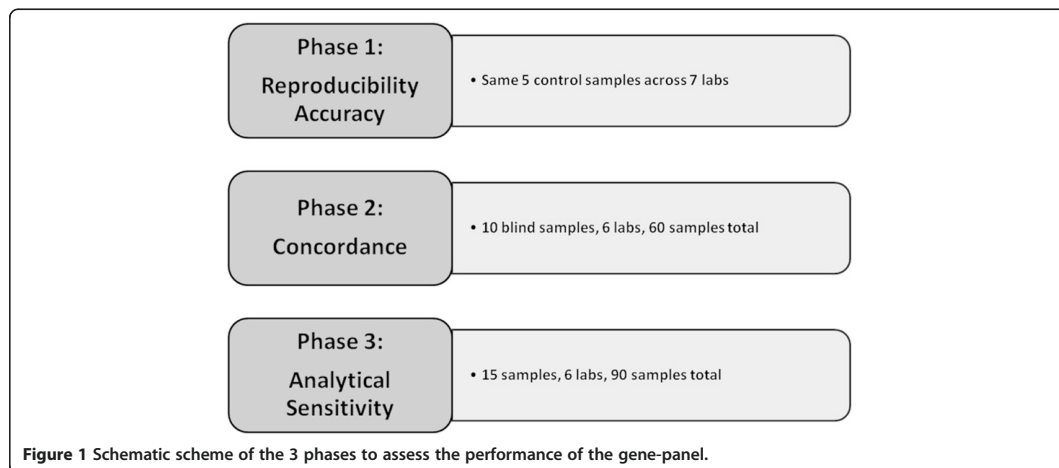 Phase 1:
Reproducibility
Accuracy
• Same 5 control samples across 7 labs
Phase 2:
Concordance
• 10 blind samples, 6 labs, 60 samples total
Phase 3:
Analytical
Sensitivity
• 15 samples, 6 labs, 90 samples total
Figure 1 Schematic scheme of the 3 phases to assess the performance of the gene-panel.